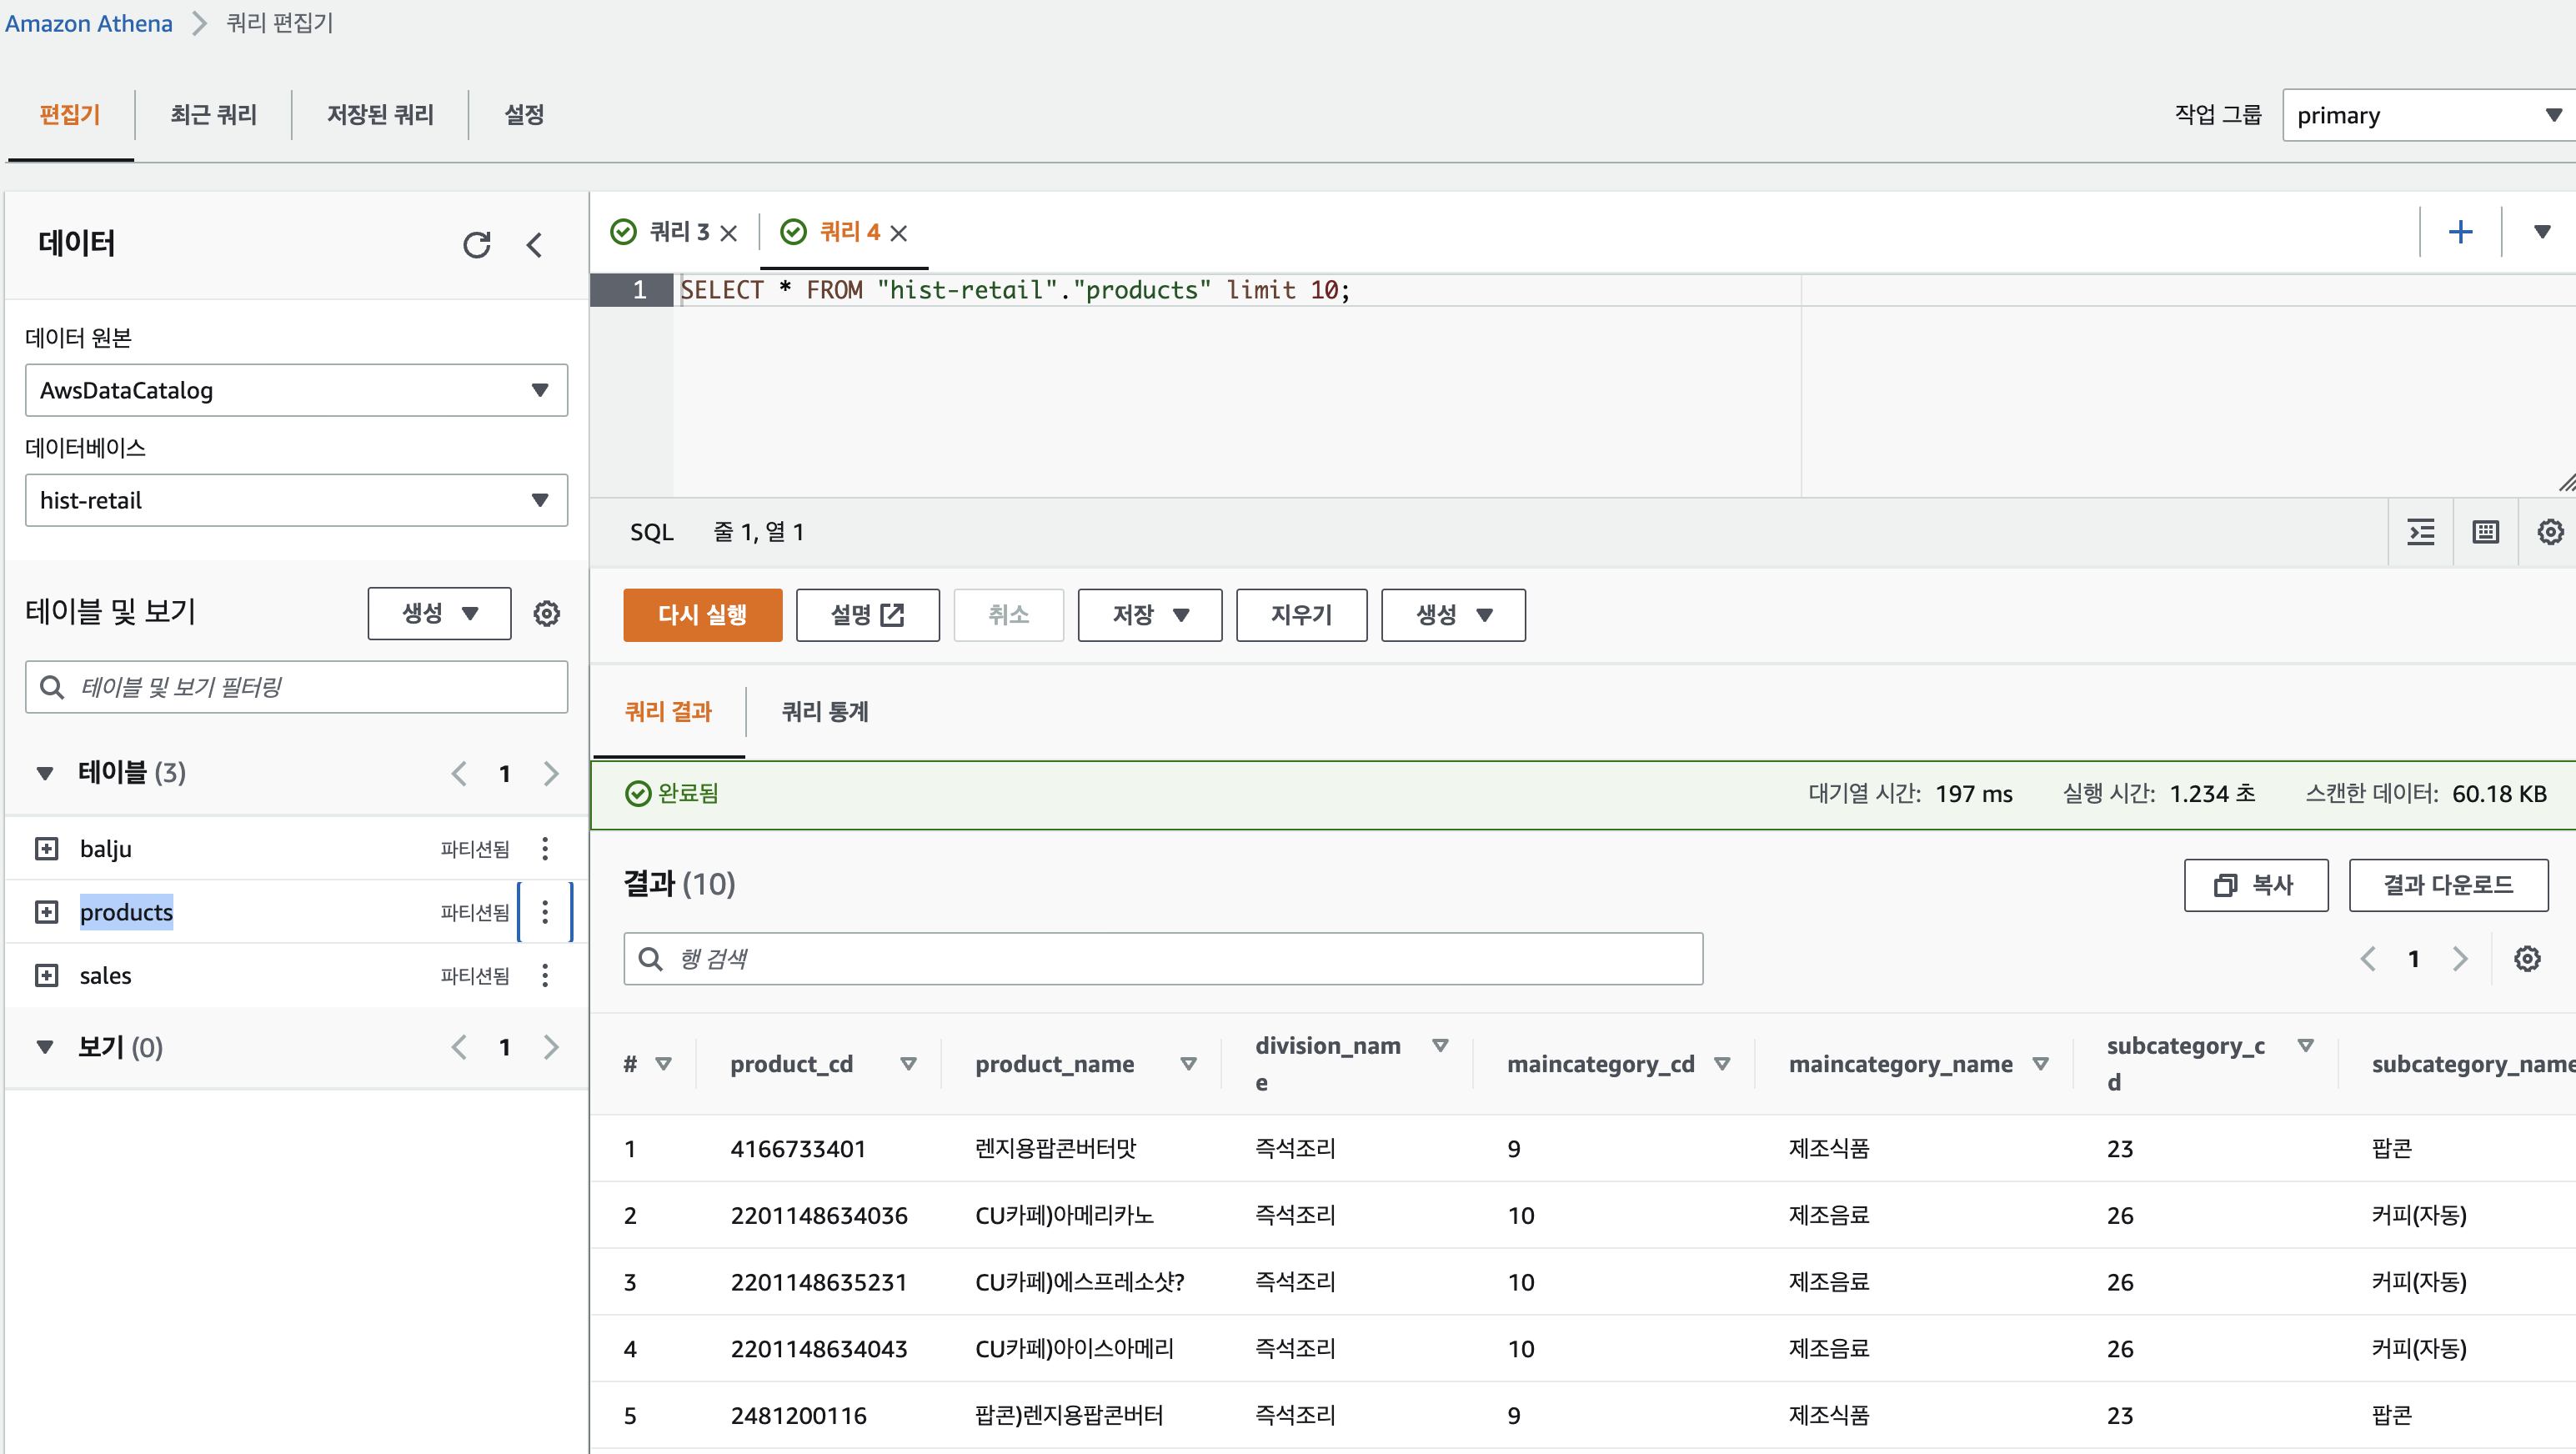 Amazon Athena 쿼리 편집기
편집기 최근 쿼리 저장된 쿼리 설정
작업 그룹 primary
데이터
데이터 원본
AwsDataCatalog
데이터베이스
hist-retail
테이블 및 보기 생성
테이블 및 보기 필터링
테이블 (3) 1
balju 파티션됨
products 파티션됨
sales 파티션됨
보기 (0) 1
쿼리 3 쿼리 4
1 SELECT * FROM "hist-retail"."products" limit 10;
SQL 줄 1, 열 1
다시 실행 설명 취소 저장 지우기 생성
쿼리 결과 쿼리 통계
완료됨 대기열 시간: 197 ms 실행 시간: 1.234 초 스캔한 데이터: 60.18 KB
결과 (10) 복사 결과 다운로드
행 검색 1
# product_cd product_name division_name maincategory_cd maincategory_name subcategory_cd subcategory_name
1 4166733401 렌지용팝콘버터맛 즉석조리 9 제조식품 23 팝콘
2 2201148634036 CU카페)아메리카노 즉석조리 10 제조음료 26 커피(자동)
3 2201148635231 CU카페)에스프레소샷? 즉석조리 10 제조음료 26 커피(자동)
4 2201148634043 CU카페)아이스아메리 즉석조리 10 제조음료 26 커피(자동)
5 2481200116 팝콘)렌지용팝콘버터 즉석조리 9 제조식품 23 팝콘